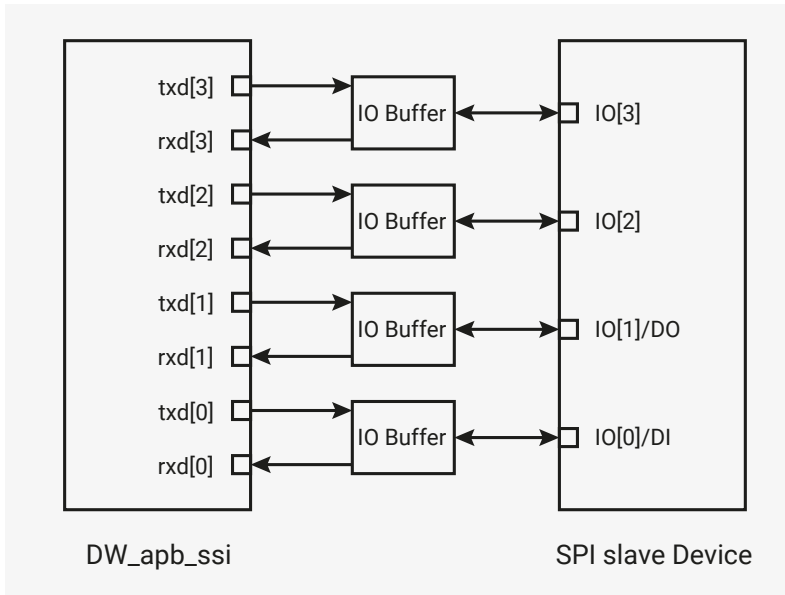 txd[3]
IO Buffer
IO[3]
rxd[3]
txd[2]
IO Buffer
IO[2]
rxd[2]
txd[1]
IO Buffer
IO[1]/DO
rxd[1]
txd[0]
IO Buffer
IO[0]/DI
rxd[0]
DW_apb_ssi
SPI slave Device